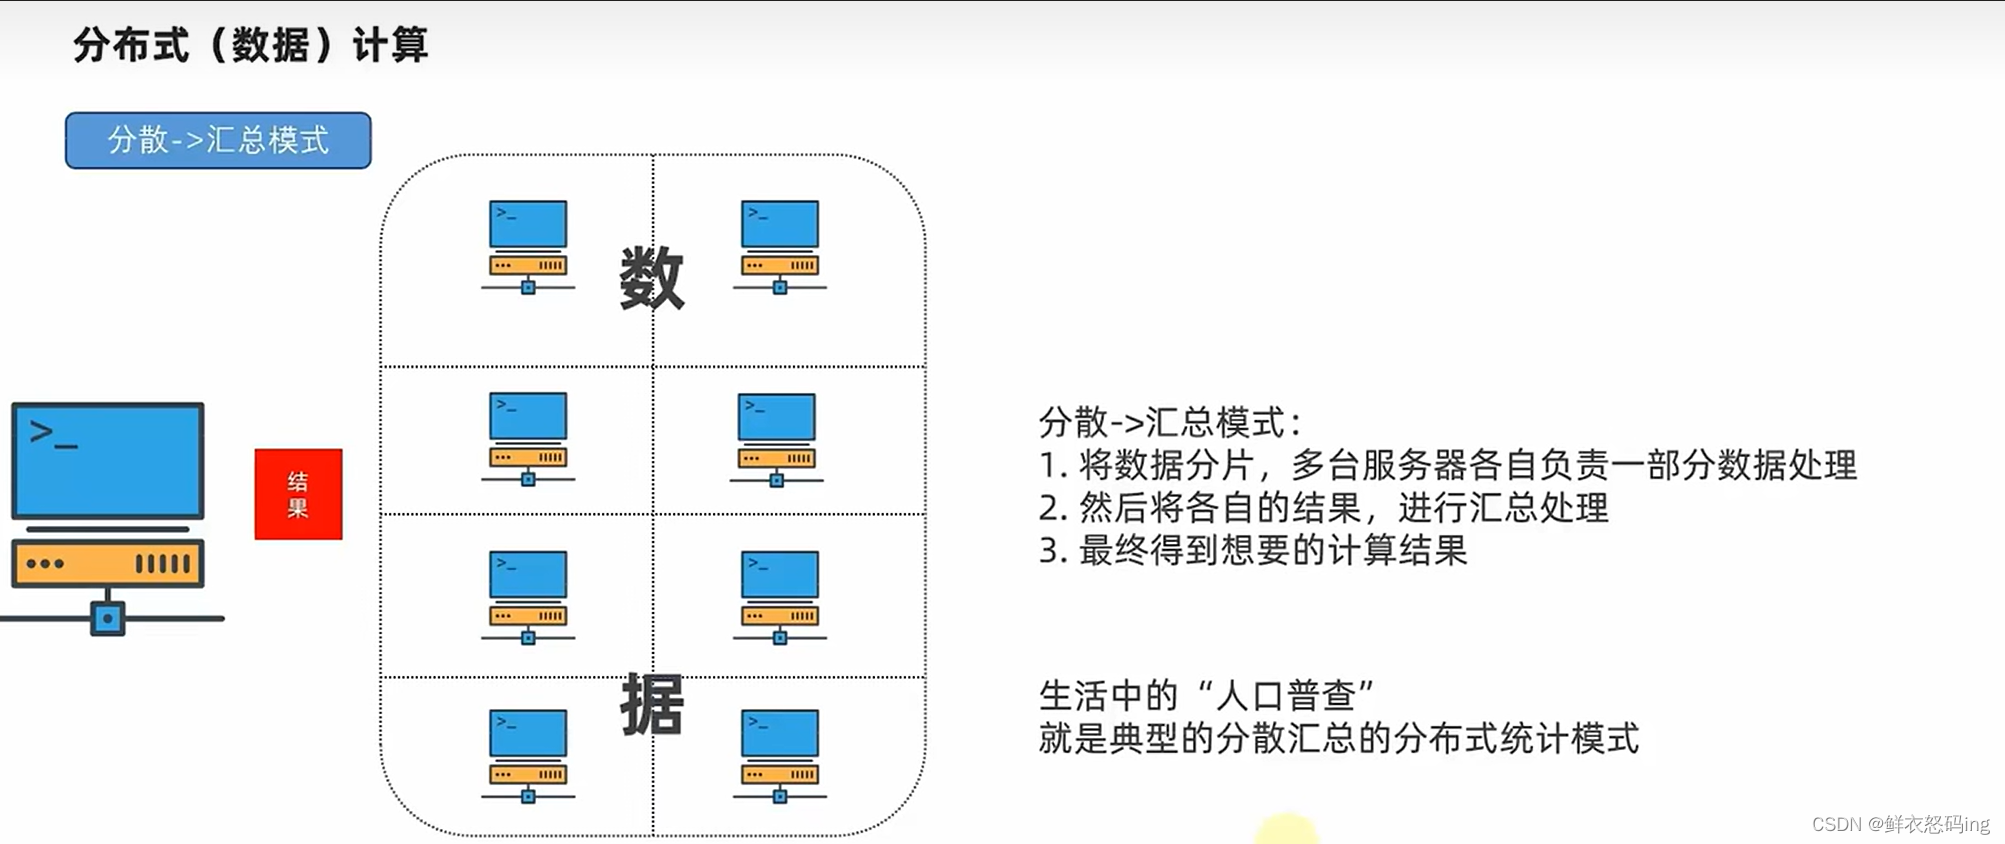 分布式（数据）计算
分散->汇总模式
>_
>_
数
>_
>_
>_
结
果
分散->汇总模式：
1. 将数据分片，多台服务器各自负责一部分数据处理
2. 然后将各自的结果，进行汇总处理
3. 最终得到想要的计算结果
>_
>_
据
生活中的“人口普查”
就是典型的分散汇总的分布式统计模式
>_
>_
CSDN @鲜衣怒码ing